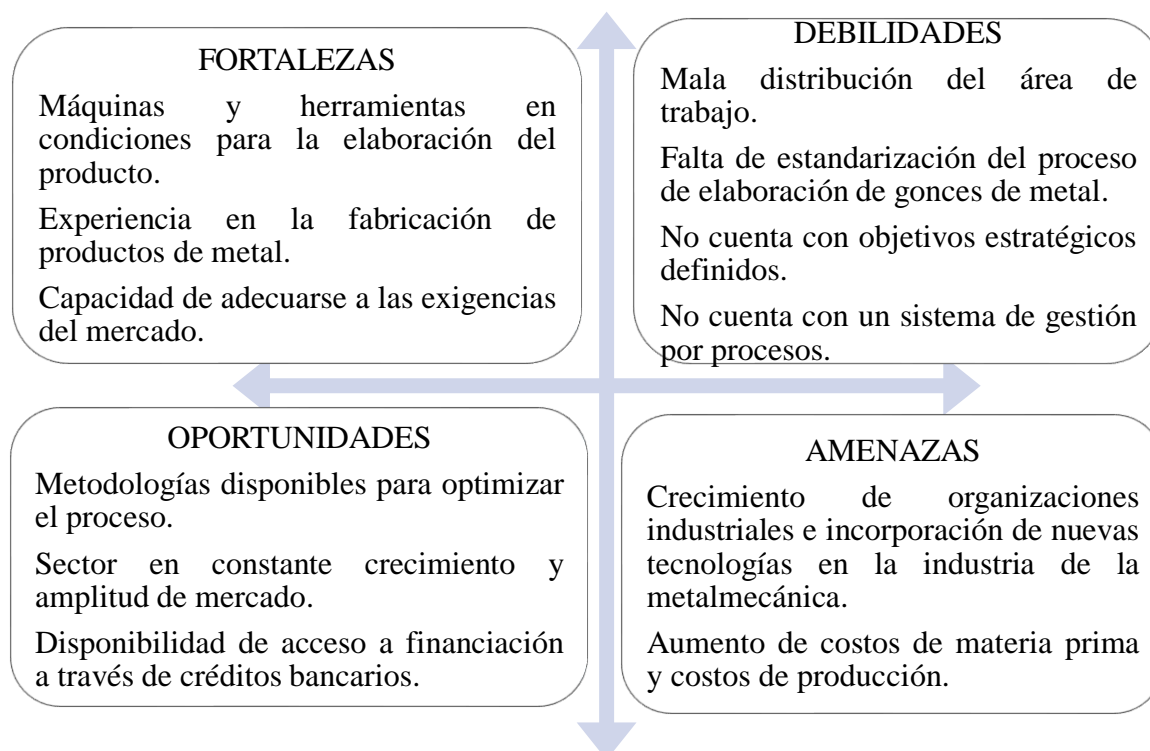 FORTALEZAS
Máquinas y herramientas en
condiciones para la elaboración del
producto.
Experiencia en la fabricación de
productos de metal.
Capacidad de adecuarse a las exigencias
del mercado.
DEBILIDADES
Mala distribución del área de
trabajo.
Falta de estandarización del proceso
de elaboración de gonces de metal.
No cuenta con objetivos estratégicos
definidos.
No cuenta con un sistema de gestión
por procesos.
OPORTUNIDADES
Metodologías disponibles para optimizar
el proceso.
Sector en constante crecimiento y
amplitud de mercado.
Disponibilidad de acceso a financiación
a través de créditos bancarios.
AMENAZAS
Crecimiento de organizaciones
industriales e incorporación de nuevas
tecnologías en la industria de la
metalmecánica.
Aumento de costos de materia prima
y costos de producción.